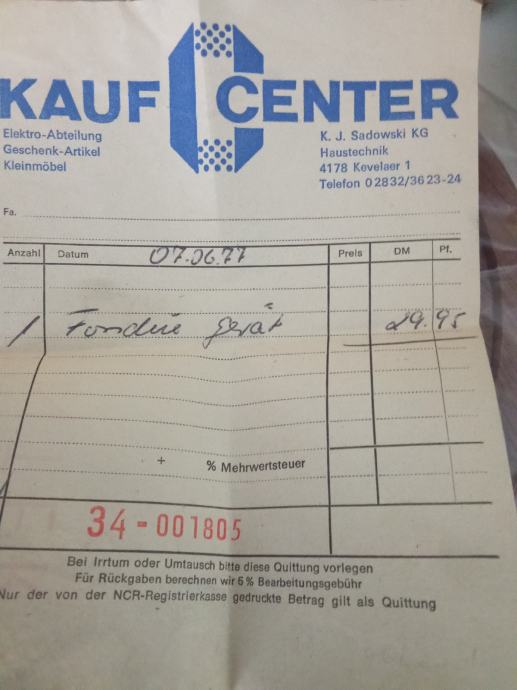 KAUF CENTER
Elektro-Abteilung
Geschenk-Artikel
Kleinmöbel
K. J. Sadowski KG
Haustechnik
4178 Kevelaer 1
Telefon 02832/3623-24
Fa.
Anzahl Datum 07.06.77 Preis DM Pf.
1 Fondue gerät 29.95
+ % Mehrwertsteuer
34-001805
Bei Irrtum oder Umtausch bitte diese Quittung vorlegen
Für Rückgaben berechnen wir 6% Bearbeitungsgebühr
Nur der von der NCR-Registrierkasse gedruckte Betrag gilt als Quittung